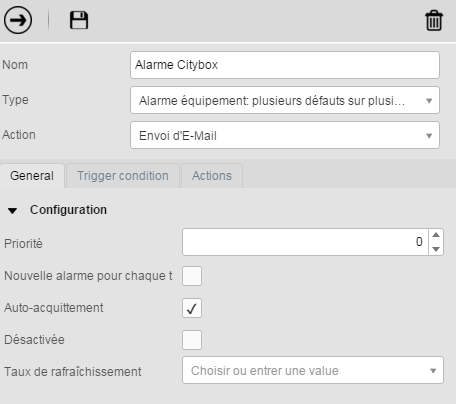 Nom Alarme Citybox
Type Alarme équipement: plusieurs défauts sur plusi...
Action Envoi d'E-Mail
General Trigger condition Actions
Configuration
Priorité 0
Nouvelle alarme pour chaque t
Auto-acquittement
Désactivée
Taux de rafraîchissement Choisir ou entrer une value